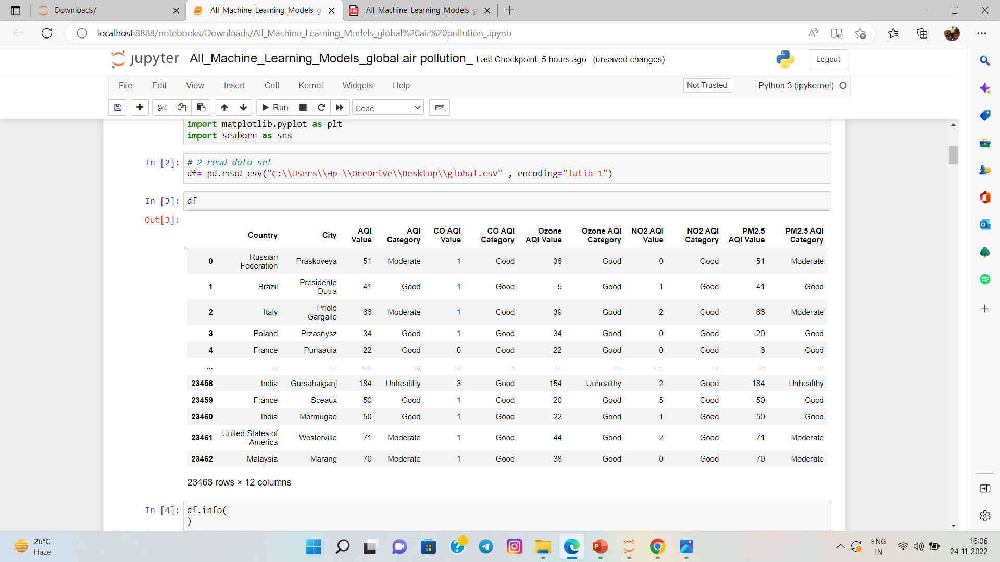 Downloads/
All_Machine_Learning_Models_gl
All_Machine_Learning_Models_gl
localhost:8888/notebooks/Downloads/All_Machine_Learning_Models_global%20air%20pollution_.ipynb
jupyter All_Machine_Learning_Models_global air pollution_ Last Checkpoint: 5 hours ago (unsaved changes)
Logout
File Edit View Insert Cell Kernel Widgets Help
Not Trusted
Python 3 (ipykernel)
Run
Code
import matplotlib.pyplot as plt
import seaborn as sns
In [2]: # 2 read data set
df= pd.read_csv("C:\\Users\\Hp-\\OneDrive\\Desktop\\global.csv" , encoding="latin-1")
In [3]: df
Out[3]:
Country City AQI Value AQI Category CO AQI Value CO AQI Category Ozone AQI Value Ozone AQI Category NO2 AQI Value NO2 AQI Category PM2.5 AQI Value PM2.5 AQI Category
0 Russian Federation Praskoveya 51 Moderate 1 Good 36 Good 0 Good 51 Moderate
1 Brazil Presidente Dutra 41 Good 1 Good 5 Good 1 Good 41 Good
2 Italy Priolo Gargallo 66 Moderate 1 Good 39 Good 2 Good 66 Moderate
3 Poland Przasnysz 34 Good 1 Good 34 Good 0 Good 20 Good
4 France Punaauia 22 Good 0 Good 22 Good 0 Good 6 Good
... ... ... ... ... ... ... ... ... ... ... ... ...
23458 India Gursahaiganj 184 Unhealthy 3 Good 154 Unhealthy 2 Good 184 Unhealthy
23459 France Sceaux 50 Good 1 Good 20 Good 5 Good 50 Good
23460 India Mormugao 50 Good 1 Good 22 Good 1 Good 50 Good
23461 United States of America Westerville 71 Moderate 1 Good 44 Good 2 Good 71 Moderate
23462 Malaysia Marang 70 Moderate 1 Good 38 Good 0 Good 70 Moderate
23463 rows × 12 columns
In [4]: df.info(
)
26°C
Haze
ENG
IN
16:06
24-11-2022